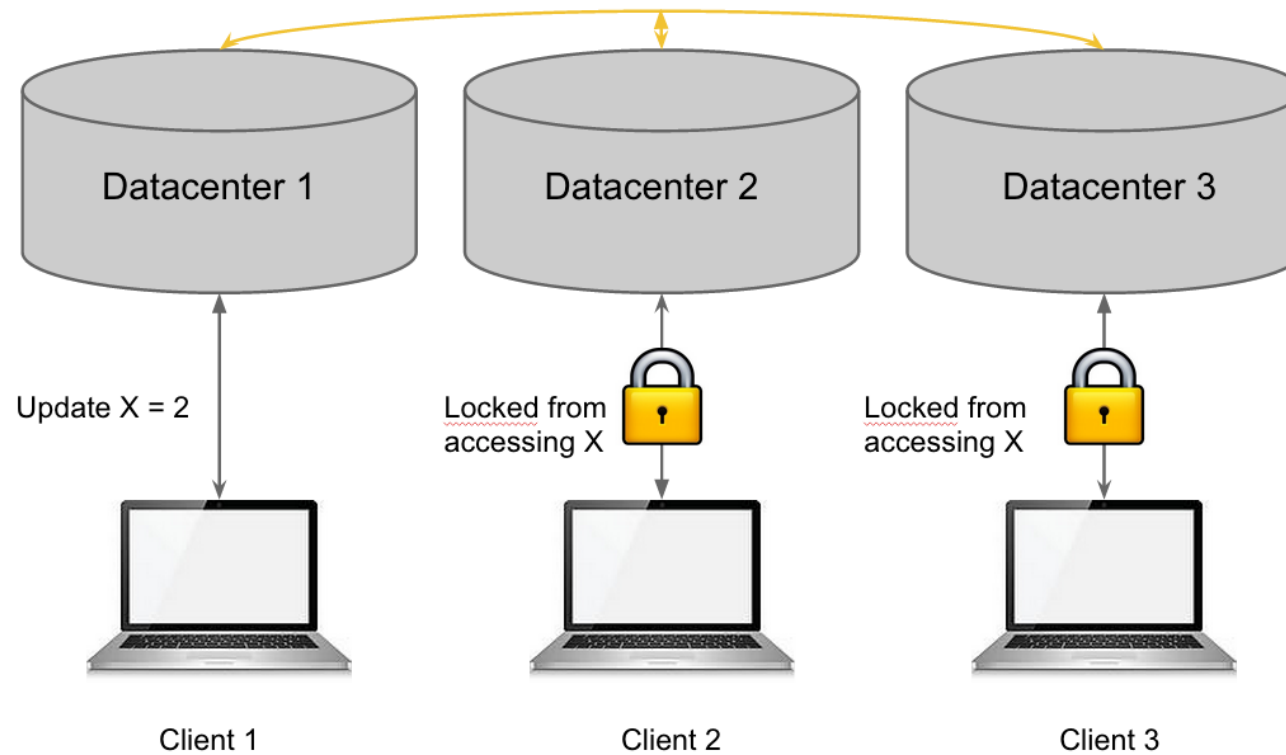 Datacenter 1
Datacenter 2
Datacenter 3
Update X = 2
Locked from
accessing X
Locked from
accessing X
Client 1
Client 2
Client 3